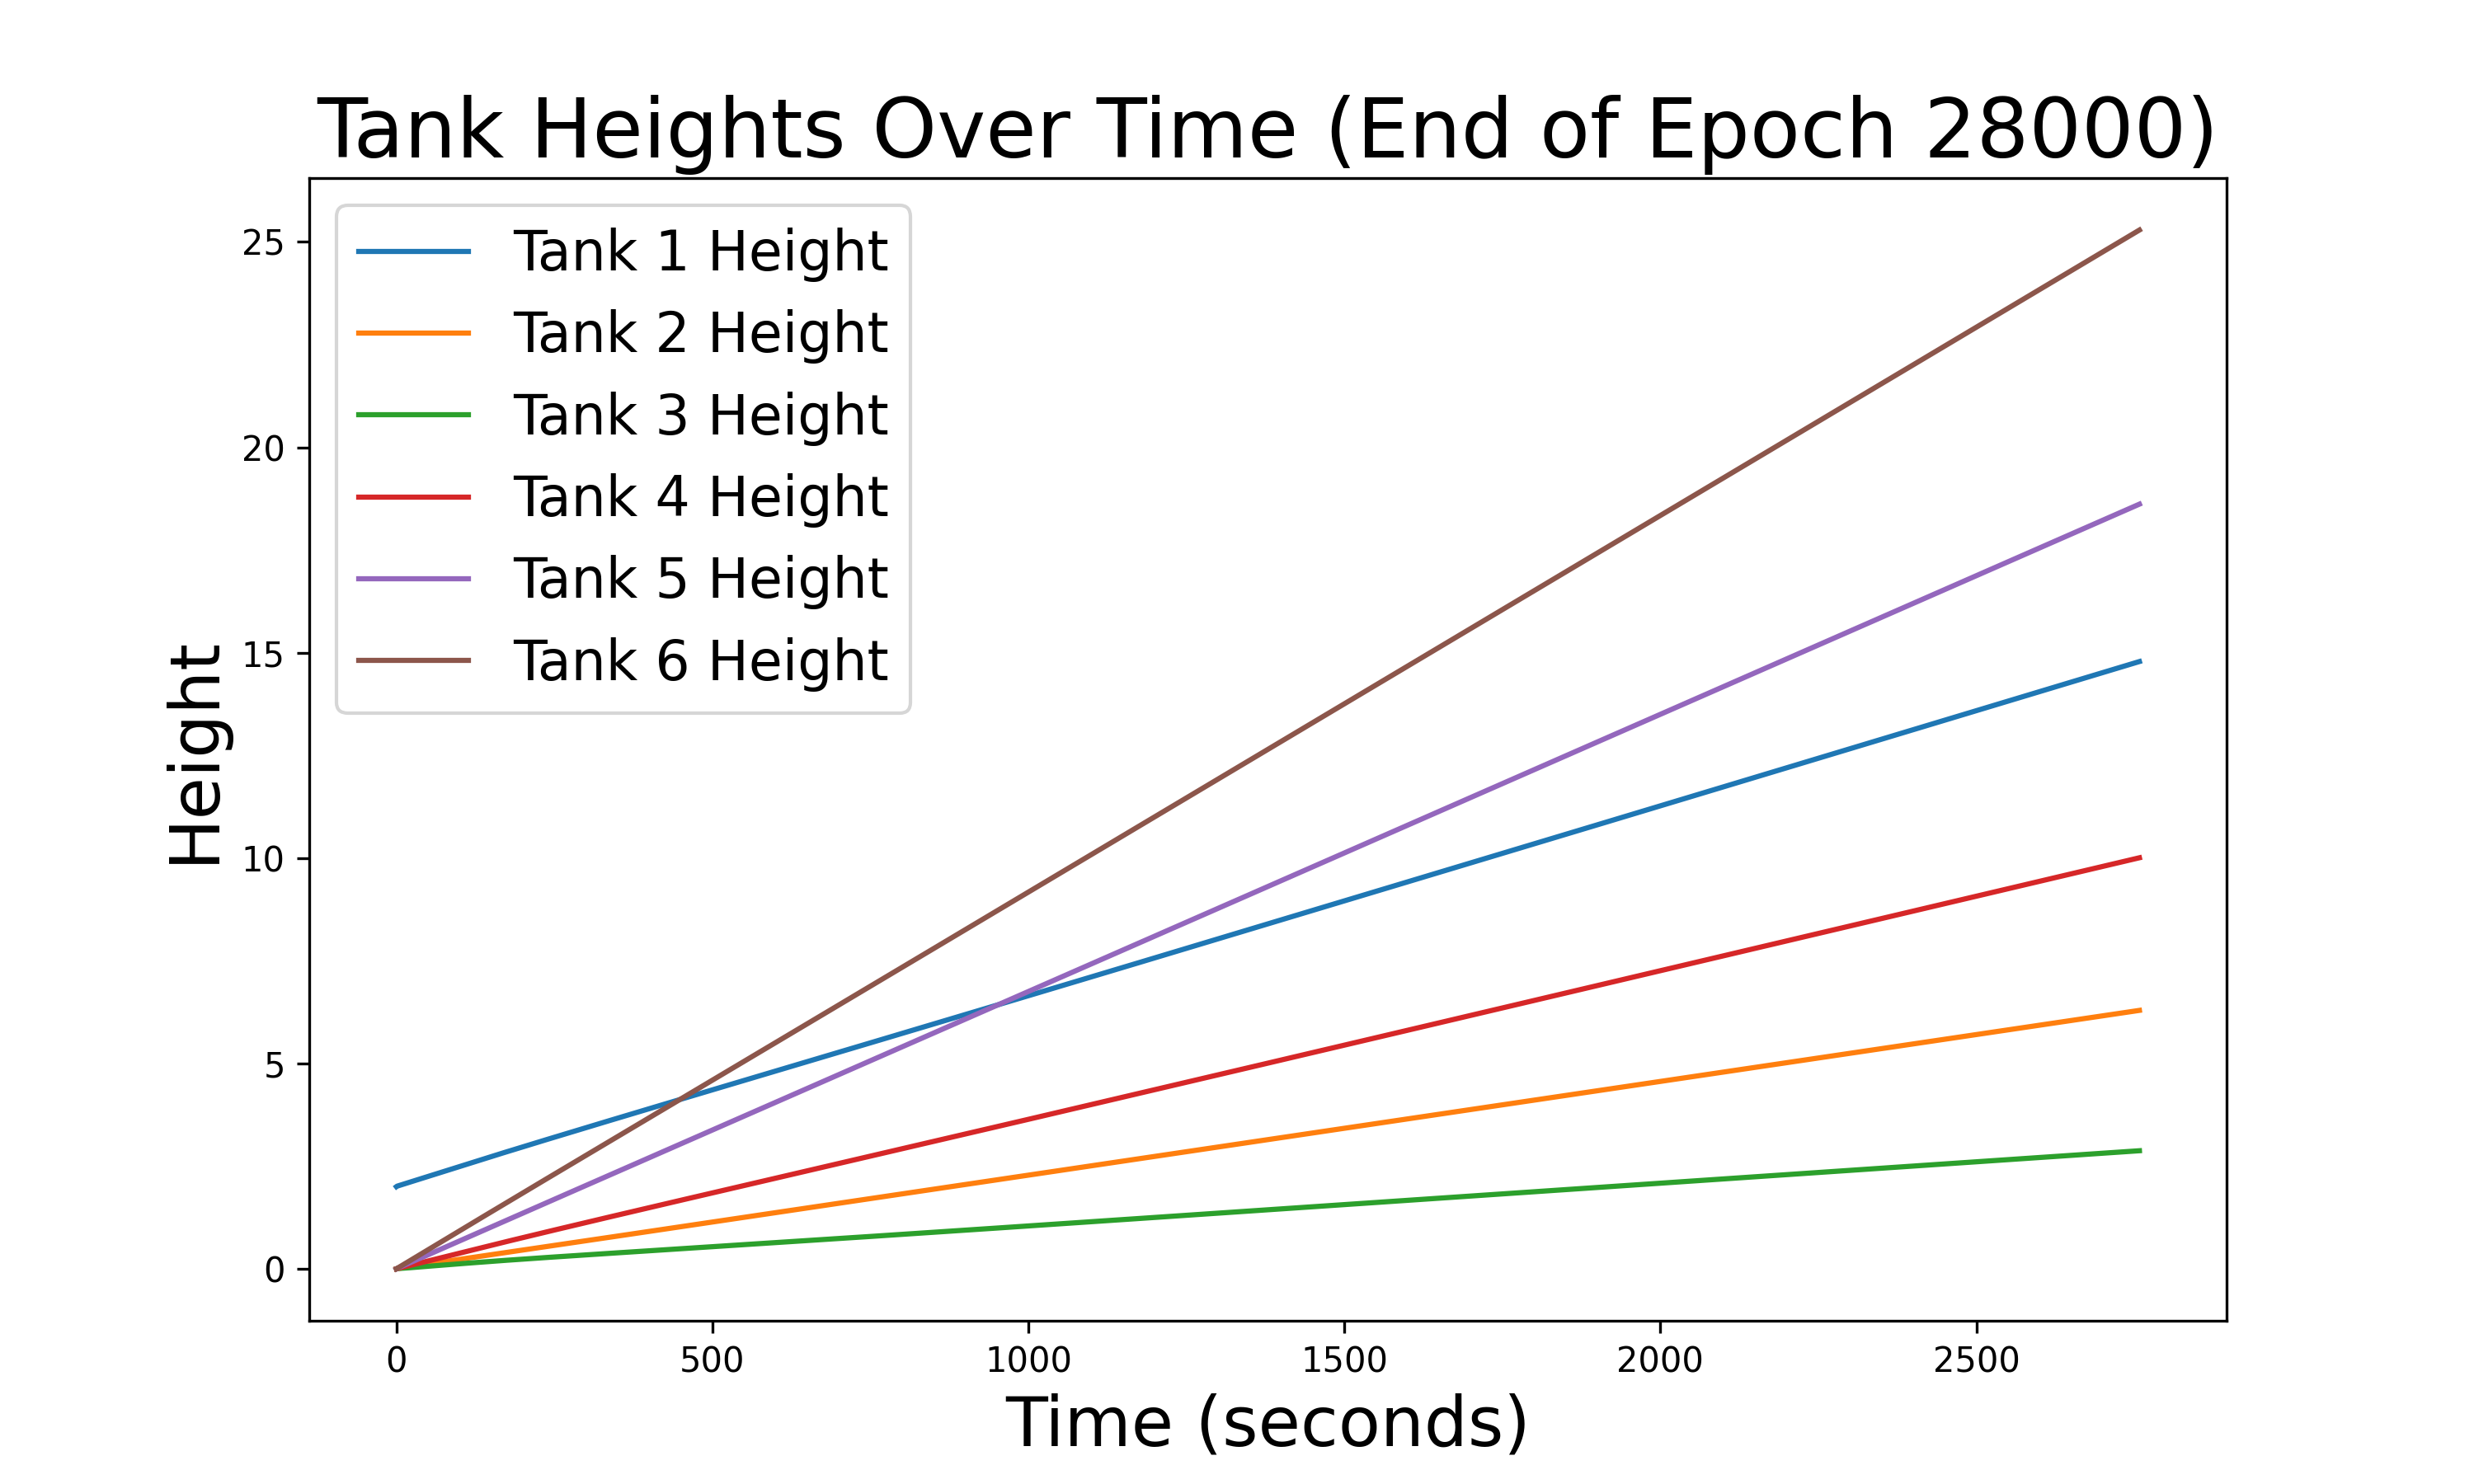 Tank Heights Over Time (End of Epoch 28000)
Tank 1 Height
Tank 2 Height
Tank 3 Height
Tank 4 Height
Tank 5 Height
Tank 6 Height
Height
25
20
15
10
5
0
0 500 1000 1500 2000 2500
Time (seconds)